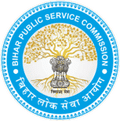 BIHAR PUBLIC SERVICE COMMISSION
बिहार लोक सेवा आयोग